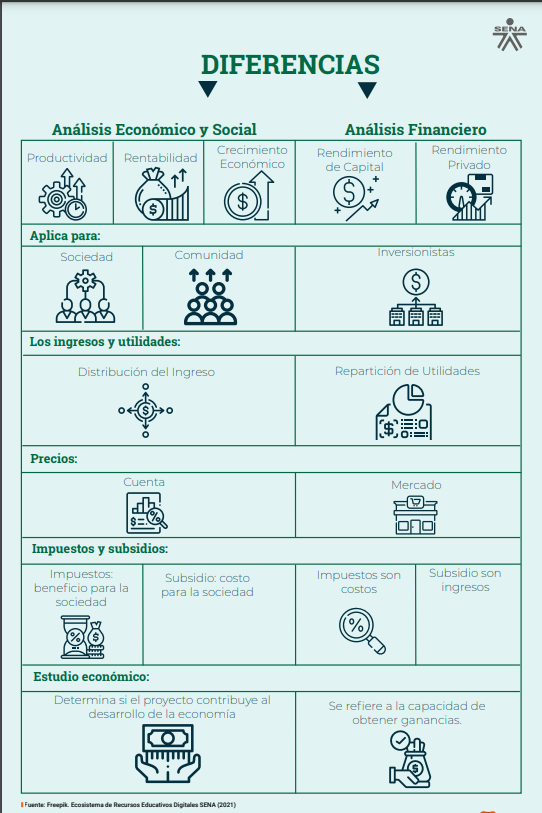 SENA
DIFERENCIAS
Análisis Económico y Social
Análisis Financiero
Productividad
Rentabilidad
Crecimiento
Económico
Rendimiento
de Capital
Rendimiento
Privado
Aplica para:
Sociedad
Comunidad
Inversionistas
Los ingresos y utilidades:
Distribución del Ingreso
Repartición de Utilidades
Precios:
Cuenta
Mercado
Impuestos y subsidios:
Impuestos:
beneficio para la
sociedad
Subsidio: costo
para la sociedad
Impuestos son
costos
Subsidio son
ingresos
Estudio económico:
Determina si el proyecto contribuye al
desarrollo de la economía
Se refiere a la capacidad de
obtener ganancias.
Fuente: Freepik. Ecosistema de Recursos Educativos Digitales SENA (2021)